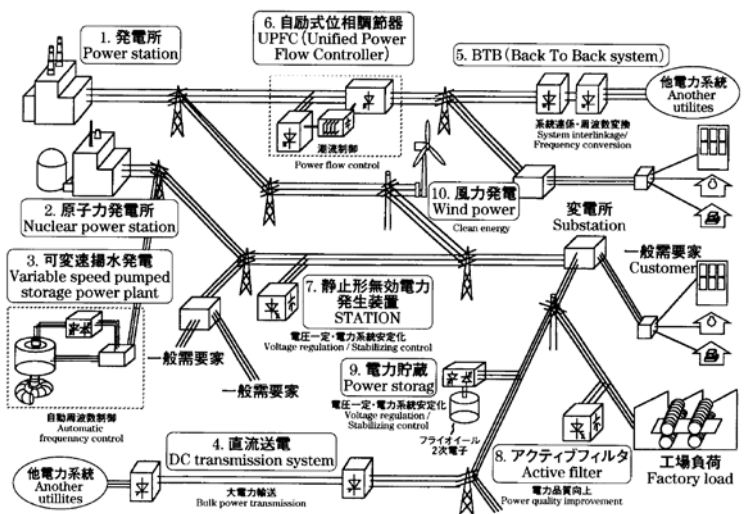 1. 発電所
Power station
6. 自励式位相調節器
UPFC (Unified Power
Flow Controller)
5. BTB (Back To Back system)
他電力系統
Another
utilites
系統連係・周波数変換
System interlinkage/
Frequency conversion
潮流制御
Power flow control
2. 原子力発電所
Nuclear power station
10. 風力発電
Wind power
Clean energy
変電所
Substation
一般需要家
Customer
3. 可変速揚水発電
Variable speed pumped
storage power plant
自動周波数制御
Automatic
frequenancy control
7. 静止形無効電力
発生装置
STATION
電圧一定・電力系統安定化
Voltage regulation / Stabilizing control
一般需要家
一般需要家
9. 電力貯蔵
Power storag
電圧一定・電力系統安定化
Voltage regulation /
Stabilizing control
フライオイール
2次電子
8. アクティブフィルタ
Active filter
電力品質向上
Power quality improvement
工場負荷
Factory load
4. 直流送電
DC transmission system
大電力輸送
Bulk power transmission
他電力系統
Another
utillites